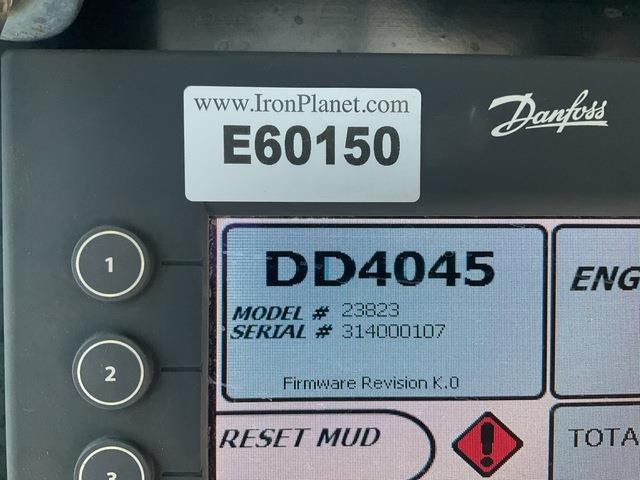 www.IronPlanet.com
E60150
Danfoss
1
DD4045
ENG
MODEL # 23823
SERIAL # 314000107
2
Firmware Revision K.0
RESET MUD
!
TOTA
3